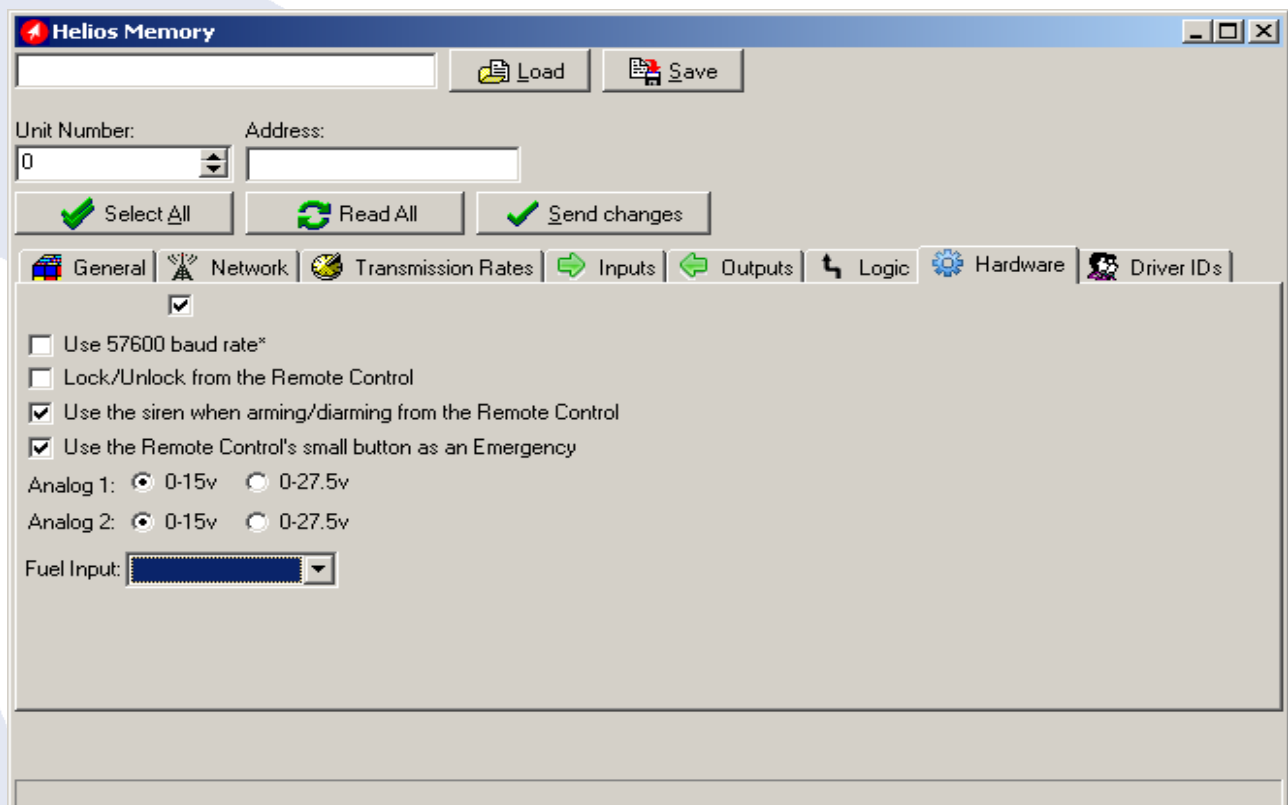 Helios Memory
Load Save
Unit Number: Address:
0
Select All Read All Send changes
General Network Transmission Rates Inputs Outputs Logic Hardware Driver IDs
Use 57600 baud rate*
Lock/Unlock from the Remote Control
Use the siren when arming/diarming from the Remote Control
Use the Remote Control's small button as an Emergency
Analog 1: 0-15v 0-27.5v
Analog 2: 0-15v 0-27.5v
Fuel Input: